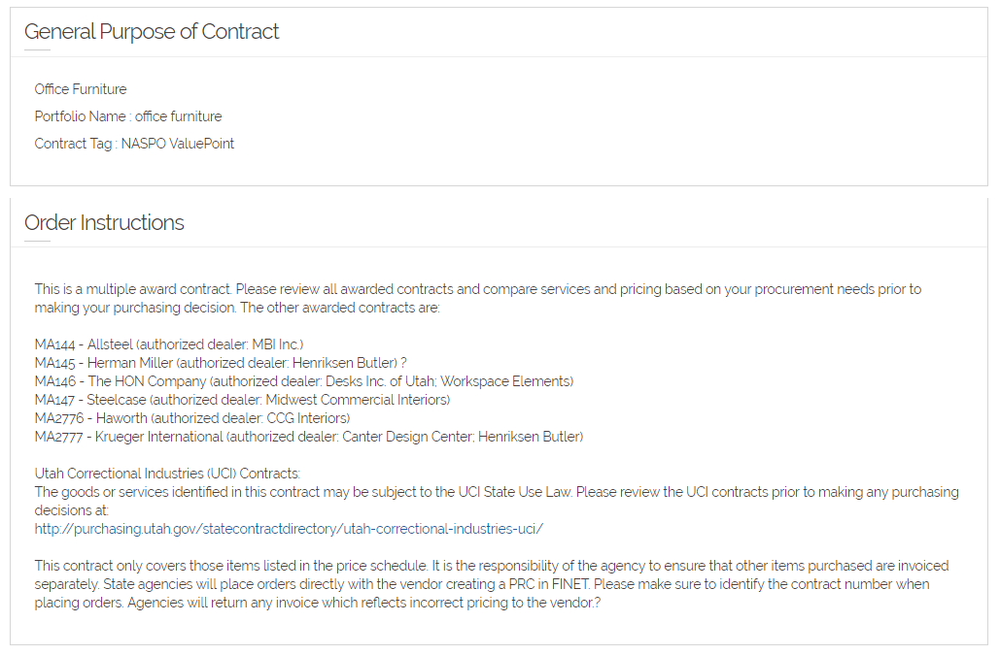 General Purpose of Contract
Office Furniture
Portfolio Name : office furniture
Contract Tag : NASPO ValuePoint
Order Instructions
This is a multiple award contract. Please review all awarded contracts and compare services and pricing based on your procurement needs prior to
making your purchasing decision. The other awarded contracts are:
MA144 - Allsteel (authorized dealer: MBI Inc.)
MA145 - Herman Miller (authorized dealer: Henriksen Butler) ?
MA146 - The HON Company (authorized dealer: Desks Inc. of Utah; Workspace Elements)
MA147 - Steelcase (authorized dealer: Midwest Commercial Interiors)
MA2776 - Haworth (authorized dealer: CCG Interiors)
MA2777 - Krueger International (authorized dealer: Canter Design Center; Henriksen Butler)
Utah Correctional Industries (UCI) Contracts:
The goods or services identified in this contract may be subject to the UCI State Use Law. Please review the UCI contracts prior to making any purchasing
decisions at:
http://purchasing.utah.gov/statecontractdirectory/utah-correctional-industries-uci/
This contract only covers those items listed in the price schedule. It is the responsibility of the agency to ensure that other items purchased are invoiced
separately. State agencies will place orders directly with the vendor creating a PRC in FINET. Please make sure to identify the contract number when
placing orders. Agencies will return any invoice which reflects incorrect pricing to the vendor.?